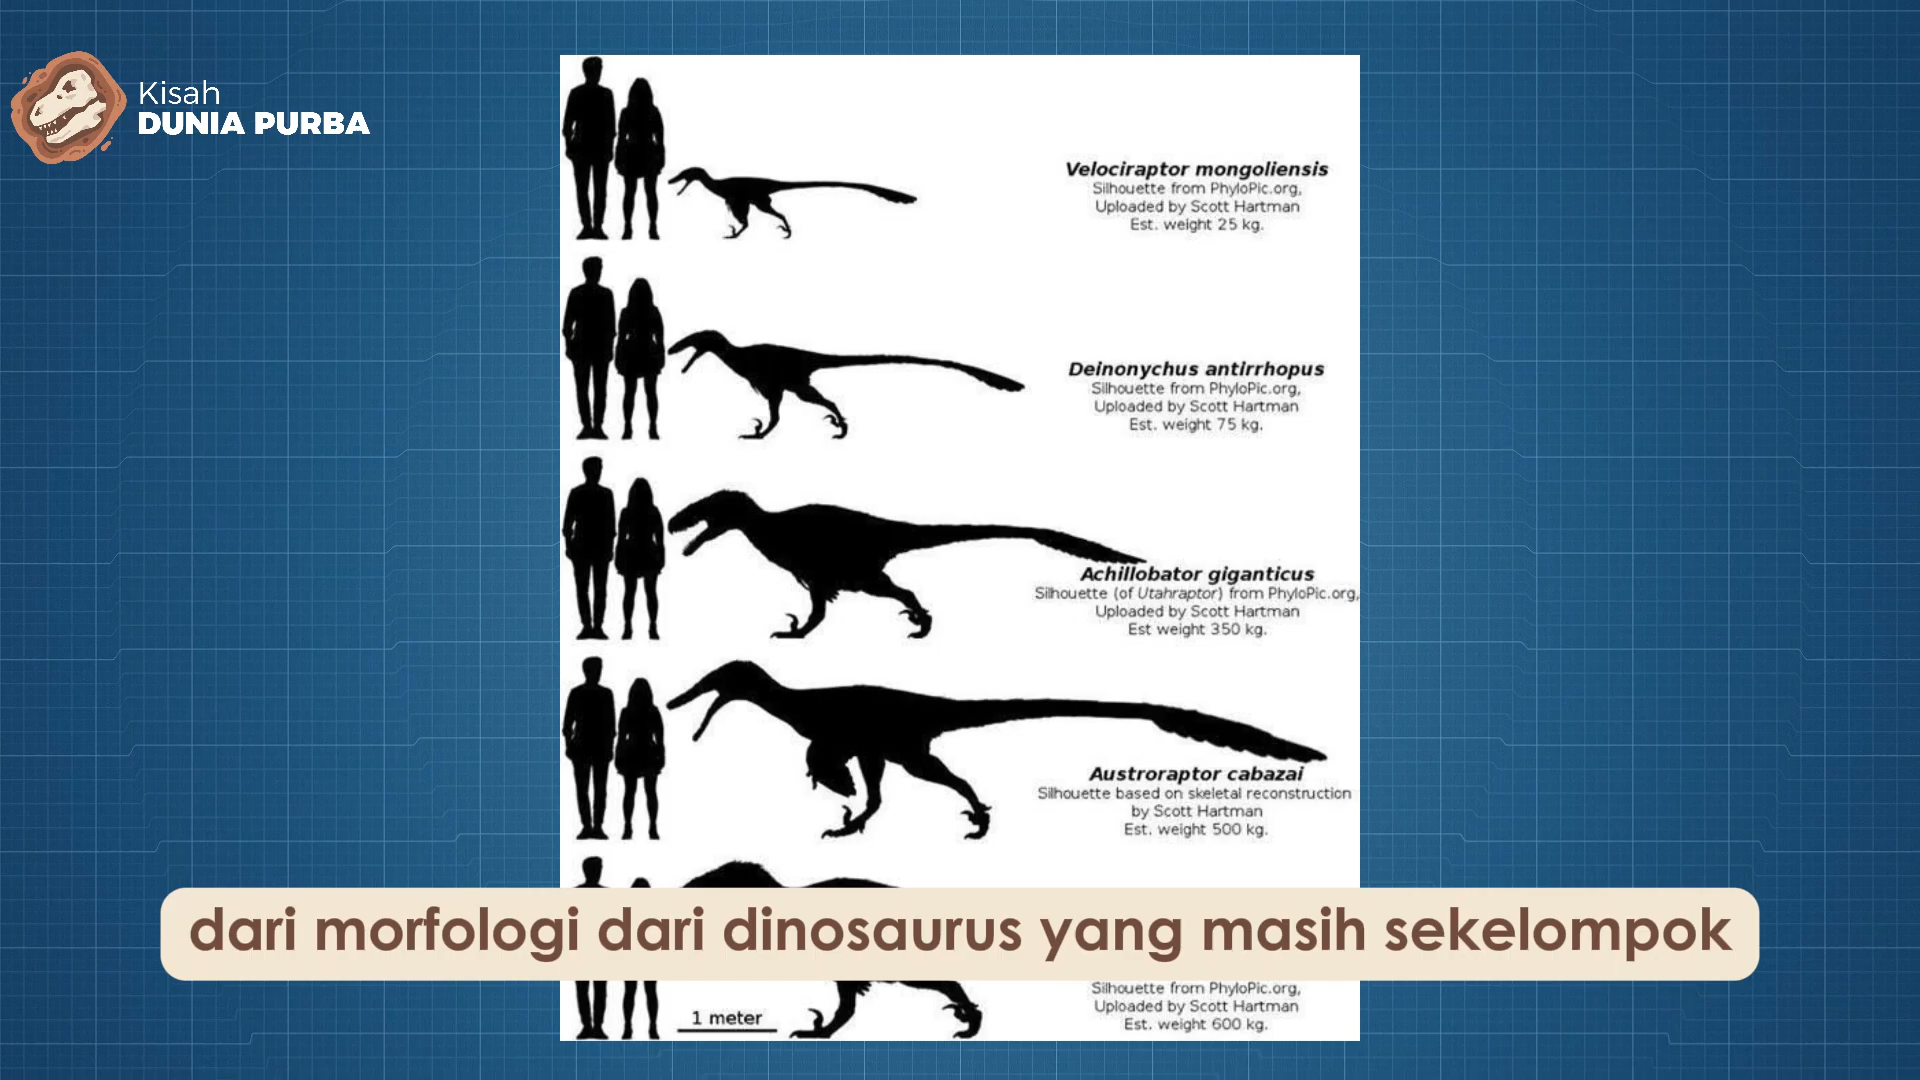 Kisah
DUNIA PURBA
Velociraptor mongoliensis
Silhouette from PhyloPic.org,
Uploaded by Scott Hartman
Est. weight 25 kg.
Deinonychus antirrhopus
Silhouette from PhyloPic.org,
Uploaded by Scott Hartman
Est. weight 75 kg.
Achillobator giganticus
Silhouette (of Utahraptor) from PhyloPic.org,
Uploaded by Scott Hartman
Est weight 350 kg.
Austroraptor cabazai
Silhouette based on skeletal reconstruction
by Scott Hartman
Est. weight 500 kg.
dari morfologi dari dinosaurus yang masih sekelompok
Silhouette from PhyloPic.org,
Uploaded by Scott Hartman
Est. weight 600 kg.
1 meter